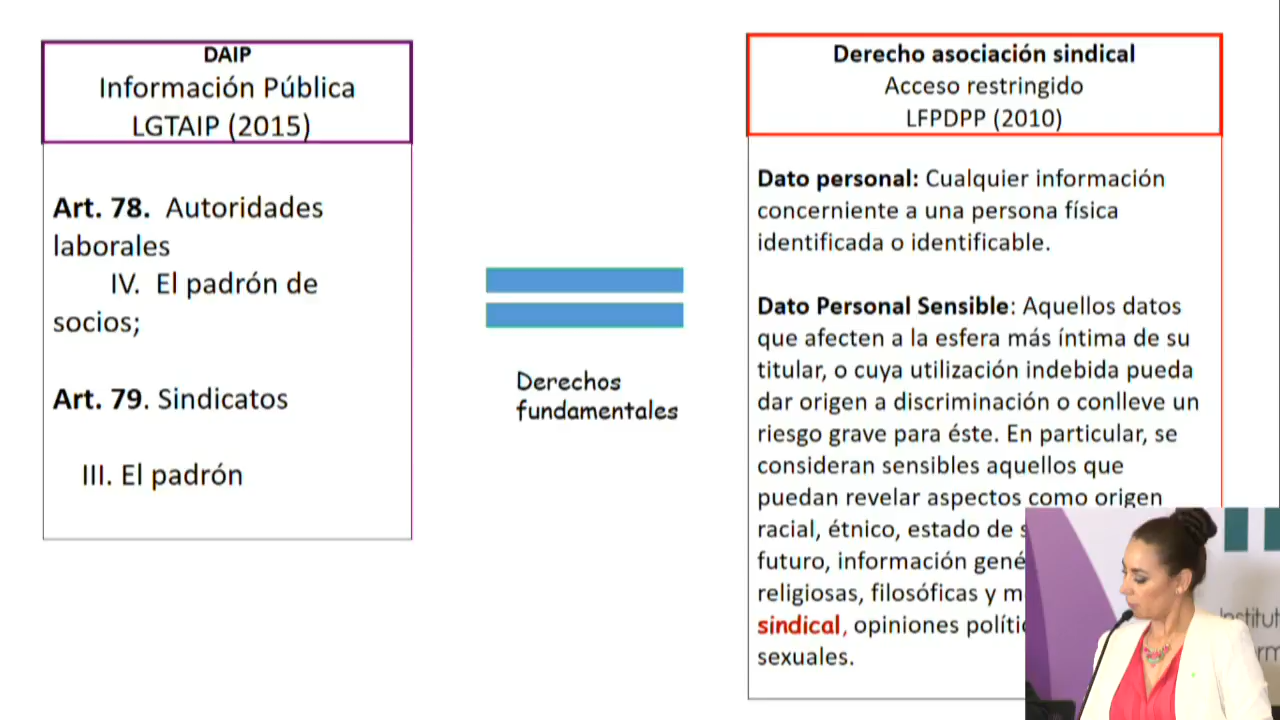 DAIP
Información Pública
LGTAIP (2015)
Art. 78. Autoridades
laborales
IV. El padrón de
socios;
Art. 79. Sindicatos
III. El padrón
Derechos
fundamentales
Derecho asociación sindical
Acceso restringido
LFPDPP (2010)
Dato personal: Cualquier información
concerniente a una persona física
identificada o identificable.
Dato Personal Sensible: Aquellos datos
que afecten a la esfera más íntima de su
titular, o cuya utilización indebida pueda
dar origen a discriminación o conlleve un
riesgo grave para éste. En particular, se
consideran sensibles aquellos que
puedan revelar aspectos como origen
racial, étnico, estado de
futuro, información
religiosas, filosóficas y
sindical, opiniones
sexuales.